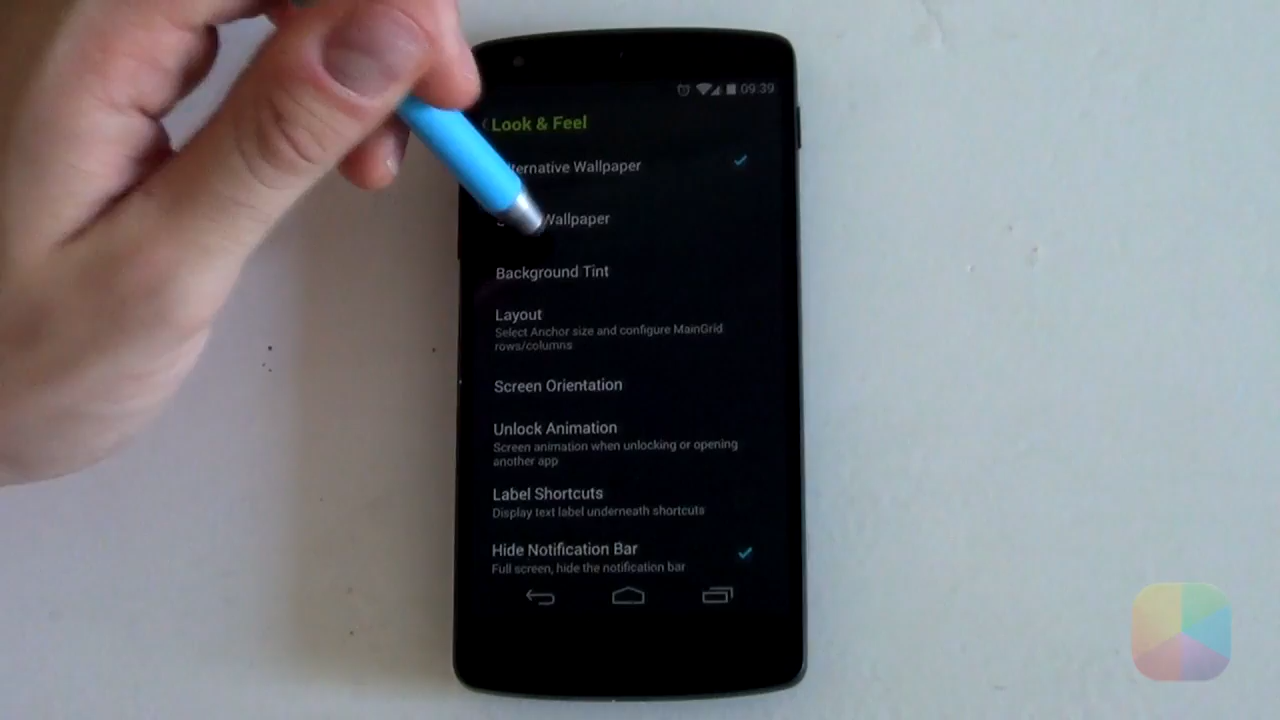 09:39
Look & Feel
ternative Wallpaper
Wallpaper
Background Tint
Layout
Select Anchor size and configure MainGrid
rows/columns
Screen Orientation
Unlock Animation
Screen animation when unlocking or opening
another app
Label Shortcuts
Display text label underneath shortcuts
Hide Notification Bar
Full screen, hide the notification bar